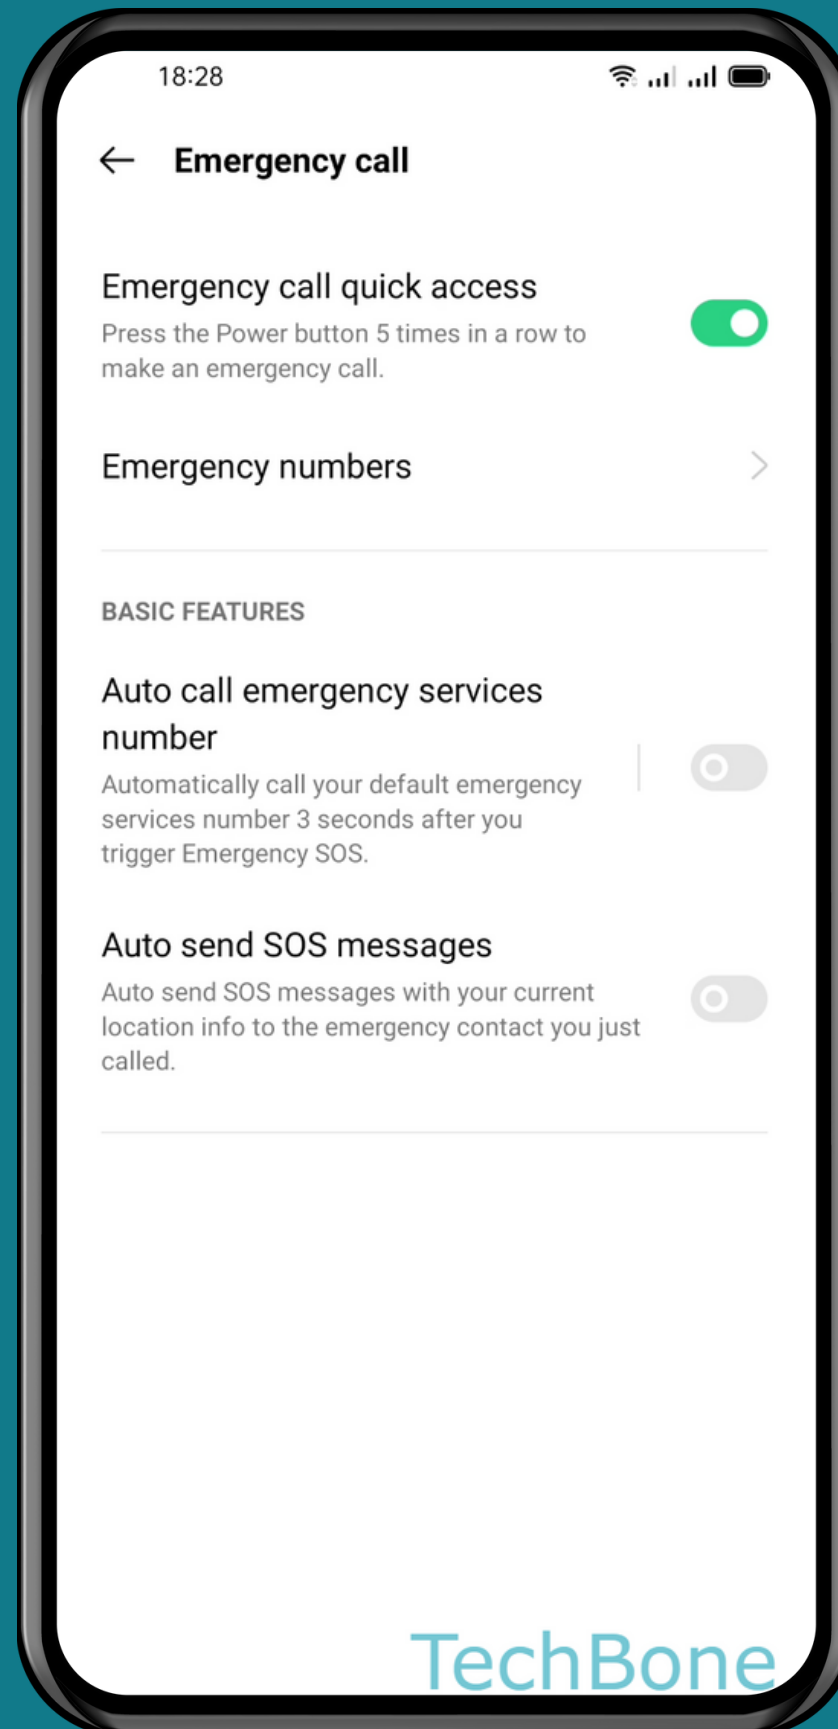 18:28
Emergency call
Emergency call quick access
Press the Power button 5 times in a row to
make an emergency call.
Emergency numbers
BASIC FEATURES
Auto call emergency services
number
Automatically call your default emergency
services number 3 seconds after you
trigger Emergency SOS.
Auto send SOS messages
Auto send SOS messages with your current
location info to the emergency contact you just
called.
TechBone